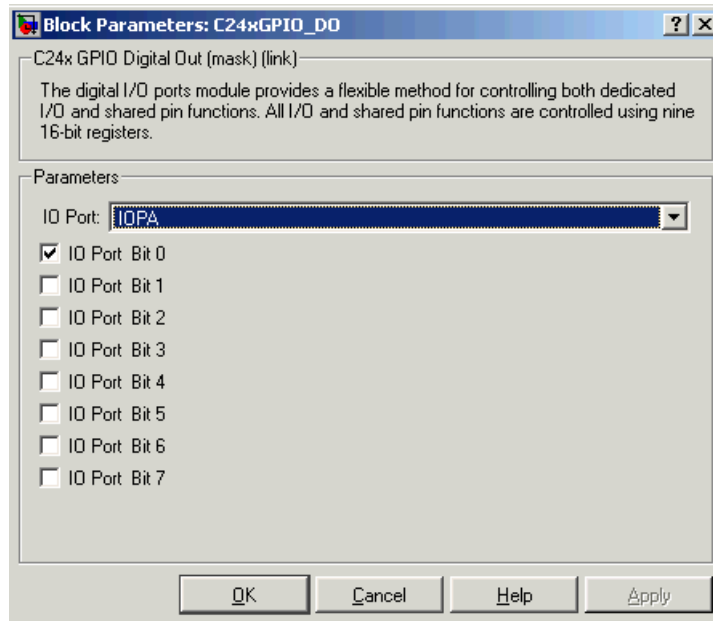 Block Parameters: C24xGPIO_DO
C24x GPIO Digital Out (mask) (link)
The digital I/O ports module provides a flexible method for controlling both dedicated
I/O and shared pin functions. All I/O and shared pin functions are controlled using nine
16-bit registers.
Parameters
IO Port: IOPA
IO Port Bit 0
IO Port Bit 1
IO Port Bit 2
IO Port Bit 3
IO Port Bit 4
IO Port Bit 5
IO Port Bit 6
IO Port Bit 7
OK Cancel Help Apply